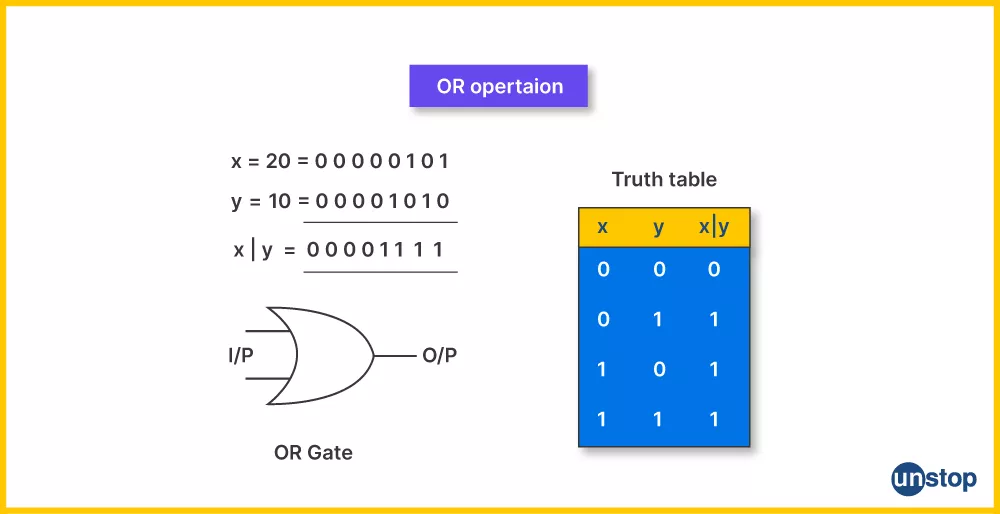 OR opertaion
x = 20 = 0 0 0 0 0 1 0 1
y = 10 = 0 0 0 0 1 0 1 0
x | y = 0 0 0 0 1 1 1 1
I/P
O/P
OR Gate
Truth table
x y x|y
0 0 0
0 1 1
1 0 1
1 1 1
unstop